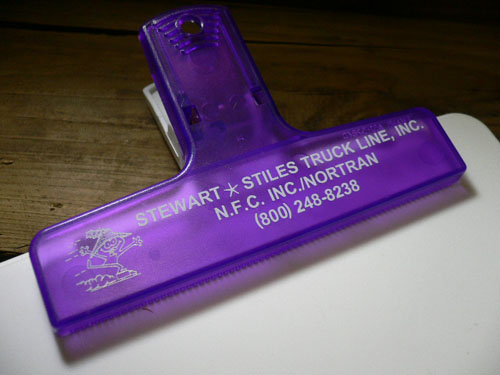 STEWART ☆ STILES TRUCK LINE, INC.
N.F.C. INC./NORTRAN
(800) 248-8238